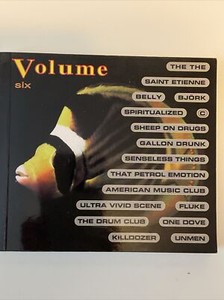 Volume
six
THE THE
SAINT ETIENNE
BELLY BJÖRK
SPIRITUALIZED C
SHEEP ON DRUGS
GALLON DRUNK
SENSELESS THINGS
THAT PETROL EMOTION
AMERICAN MUSIC CLUB
ULTRA VIVID SCENE FLUKE
THE DRUM CLUB ONE DOVE
KILLDOZER UNMEN